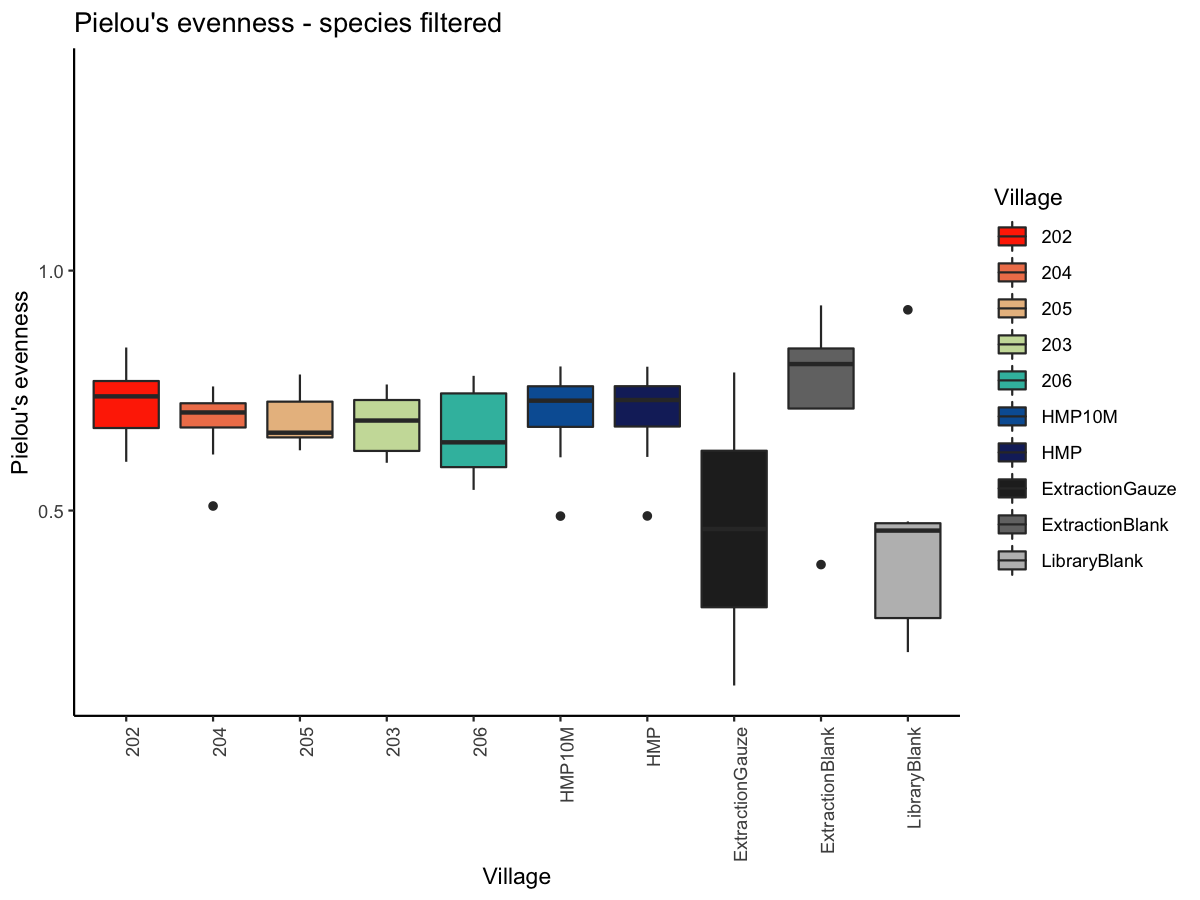 Pielou's evenness - species filtered
Pielou's evenness
1.0
0.5
202
204
205
203
206
HMP10M
HMP
ExtractionGauze
ExtractionBlank
LibraryBlank
Village
Village
202
204
205
203
206
HMP10M
HMP
ExtractionGauze
ExtractionBlank
LibraryBlank